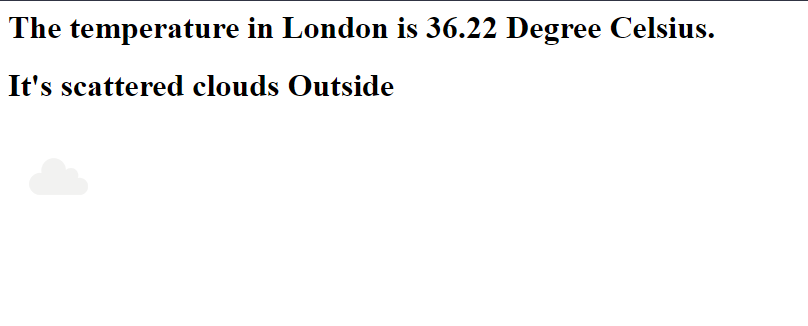 The temperature in London is 36.22 Degree Celsius.
It's scattered clouds Outside